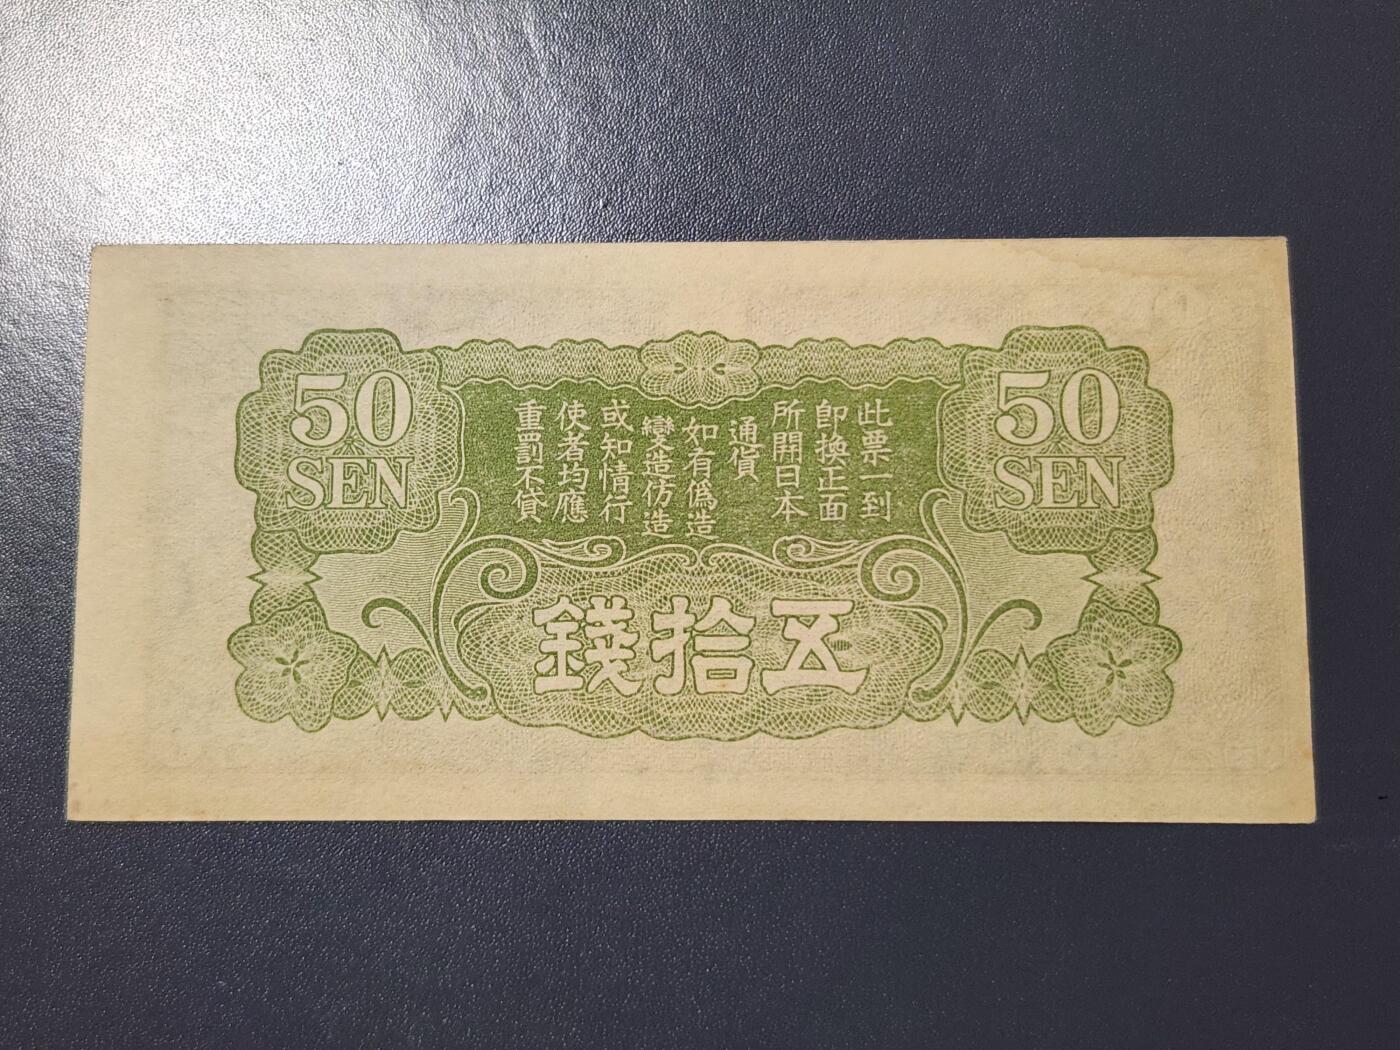 50
SEN
50
SEN
此票一到
即換正面
所開日本
通貨
如有偽造
變造仿造
或知情行
使者均應
重罰不貸
五拾錢